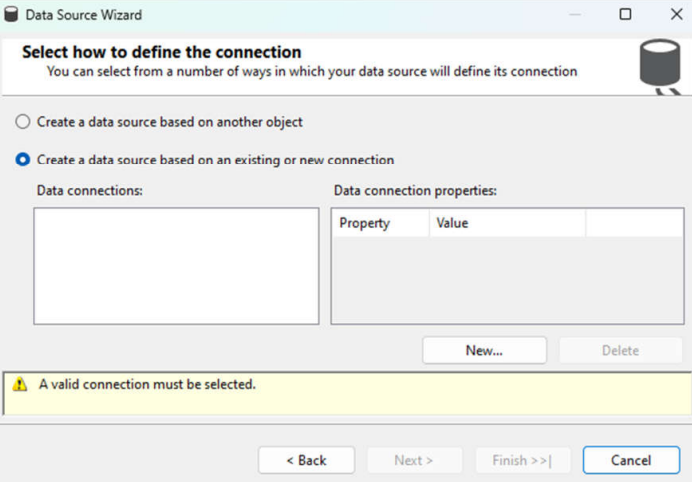 Data Source Wizard
Select how to define the connection
You can select from a number of ways in which your data source will define its connection
Create a data source based on another object
Create a data source based on an existing or new connection
Data connections:
Data connection properties:
Property Value
New... Delete
A valid connection must be selected.
< Back Next > Finish >>| Cancel